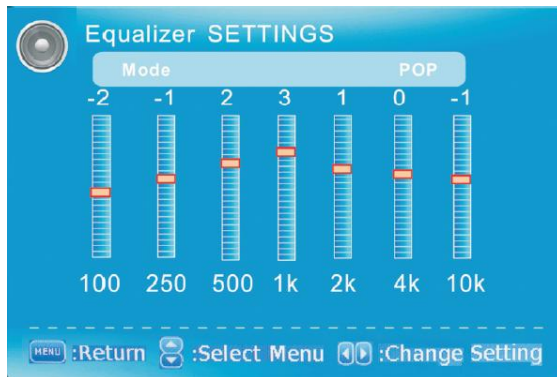 Equalizer SETTINGS
Mode POP
-2 -1 2 3 1 0 -1
100 250 500 1k 2k 4k 10k
MENU :Return :Select Menu :Change Setting